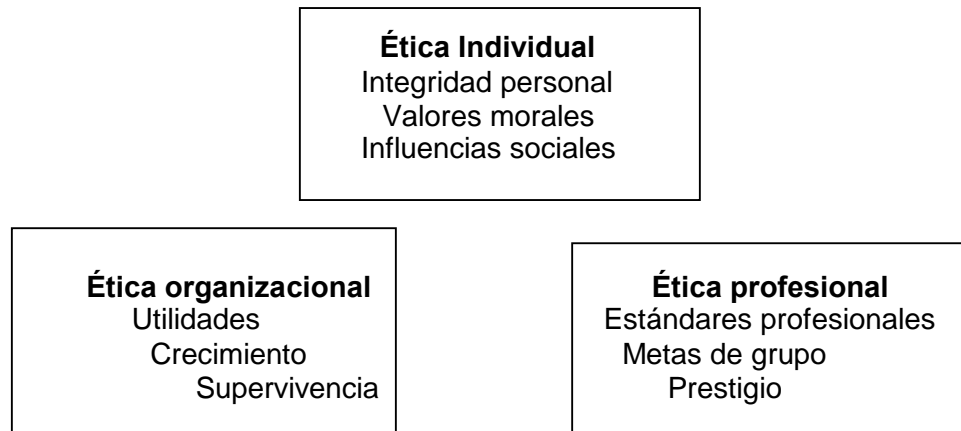 Ética Individual
Integridad personal
Valores morales
Influencias sociales
Ética organizacional
Utilidades
Crecimiento
Supervivencia
Ética profesional
Estándares profesionales
Metas de grupo
Prestigio